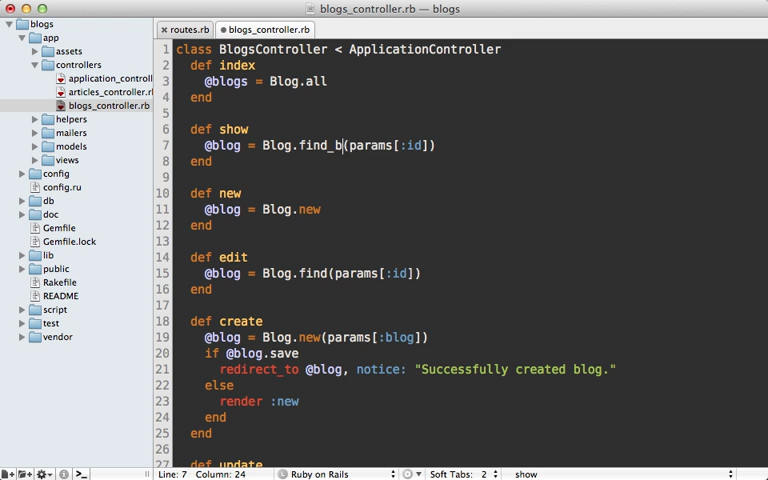 blogs_controller.rb — blogs
blogs
app
assets
controllers
application_controll
articles_controller.r
blogs_controller.rb
helpers
mailers
models
views
config
config.ru
db
doc
Gemfile
Gemfile.lock
lib
public
Rakefile
README
script
test
vendor
routes.rb
blogs_controller.rb
1 class BlogsController < ApplicationController
2 def index
3 @blogs = Blog.all
4 end
5
6 def show
7 @blog = Blog.find_b(params[:id])
8 end
9
10 def new
11 @blog = Blog.new
12 end
13
14 def edit
15 @blog = Blog.find(params[:id])
16 end
17
18 def create
19 @blog = Blog.new(params[:blog])
20 if @blog.save
21 redirect_to @blog, notice: "Successfully created blog."
22 else
23 render :new
24 end
25 end
26
27 def update
Line: 7 Column: 24 Ruby on Rails Soft Tabs: 2 show